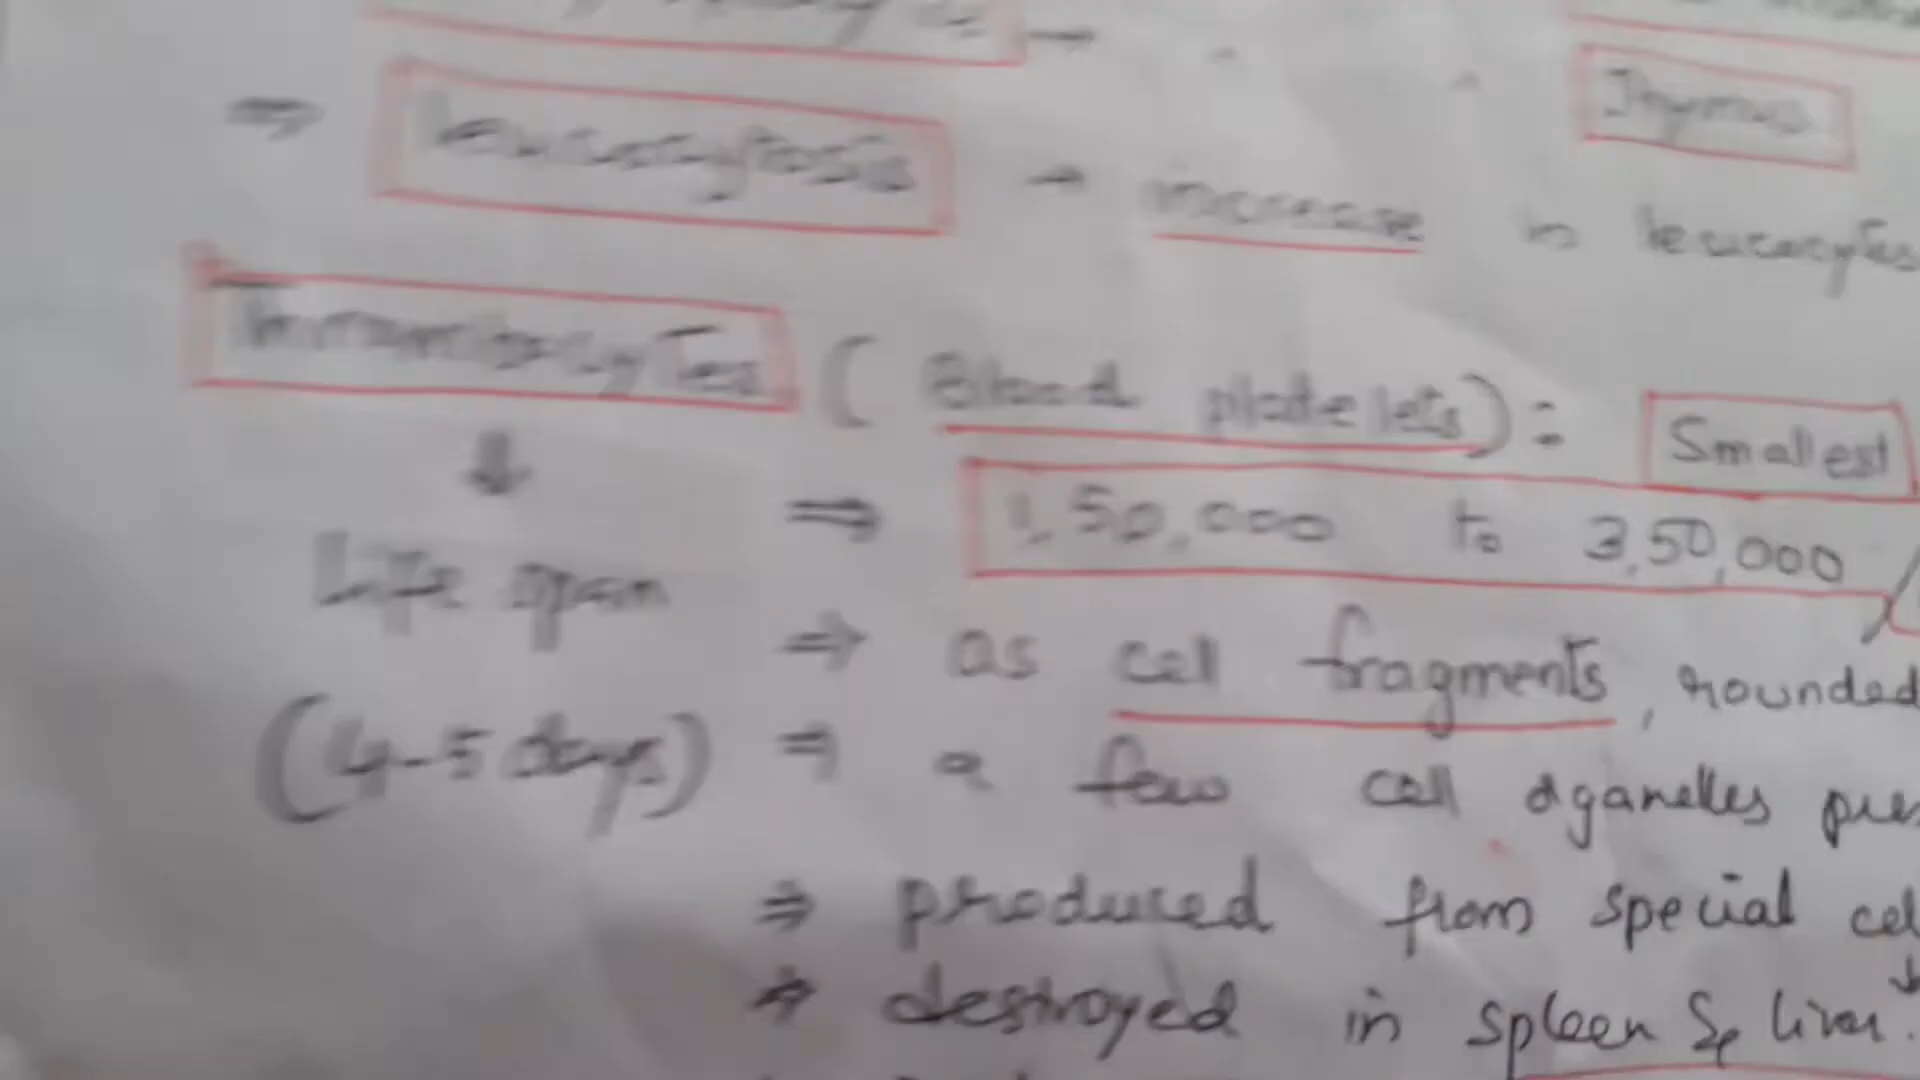 Thymus
⇒ Leucocytosis → increase in leucocytes
Thrombocytes (Blood platelets): Smallest
↓
⇒ 1,50,000 to 3,50,000 /
Life span
⇒ as cell fragments, rounded
(4-5 days) ⇒ a few cell organelles
⇒ produced from special
⇒ destroyed in spleen & liver.